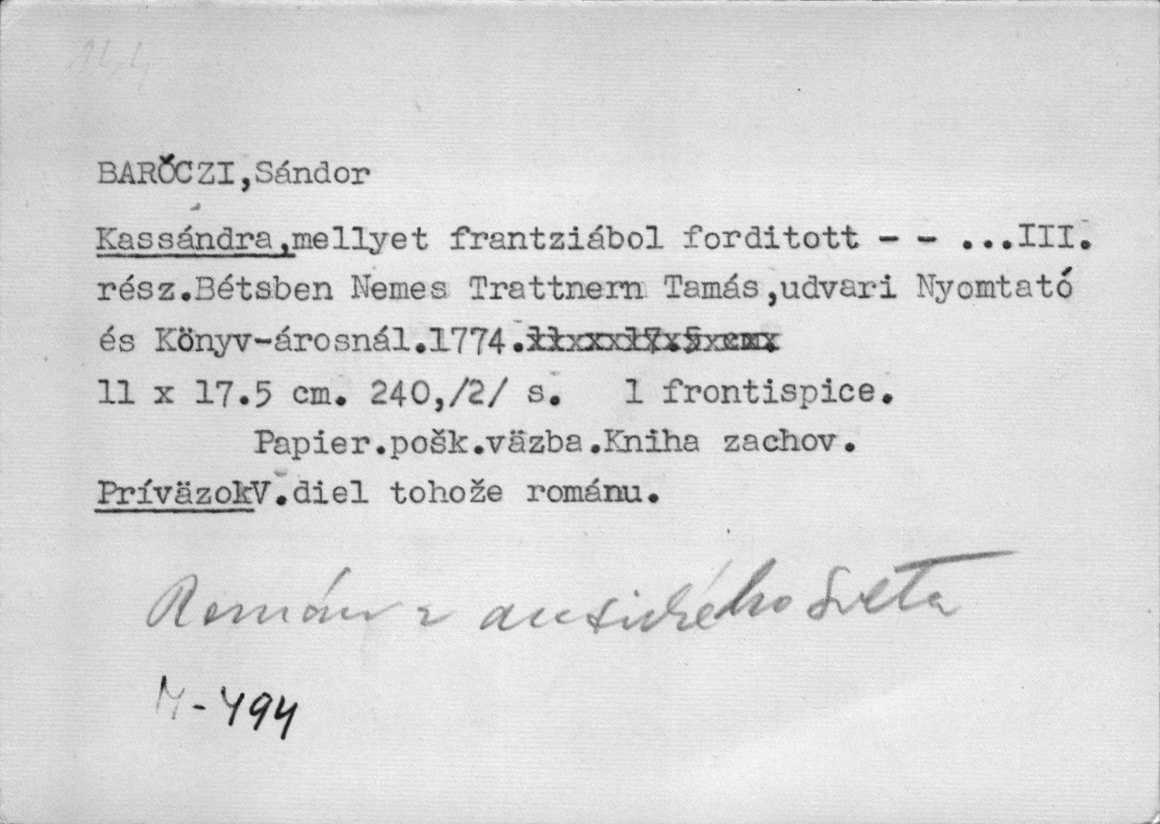 144
BARŐCZI,Sándor
Kassándra,mellyet frantziábol forditott - - ...III.
rész.Bétsben Nemes Trattnern Tamás,udvari Nyomtató
és Könyv-árosnál.1774.
11 x 17.5 cm. 240,/2/ s. 1 frontispice.
Papier.pošk.väzba.Kniha zachov.
PríväzokV.diel tohože románu.
Román z antického sveta
M-494